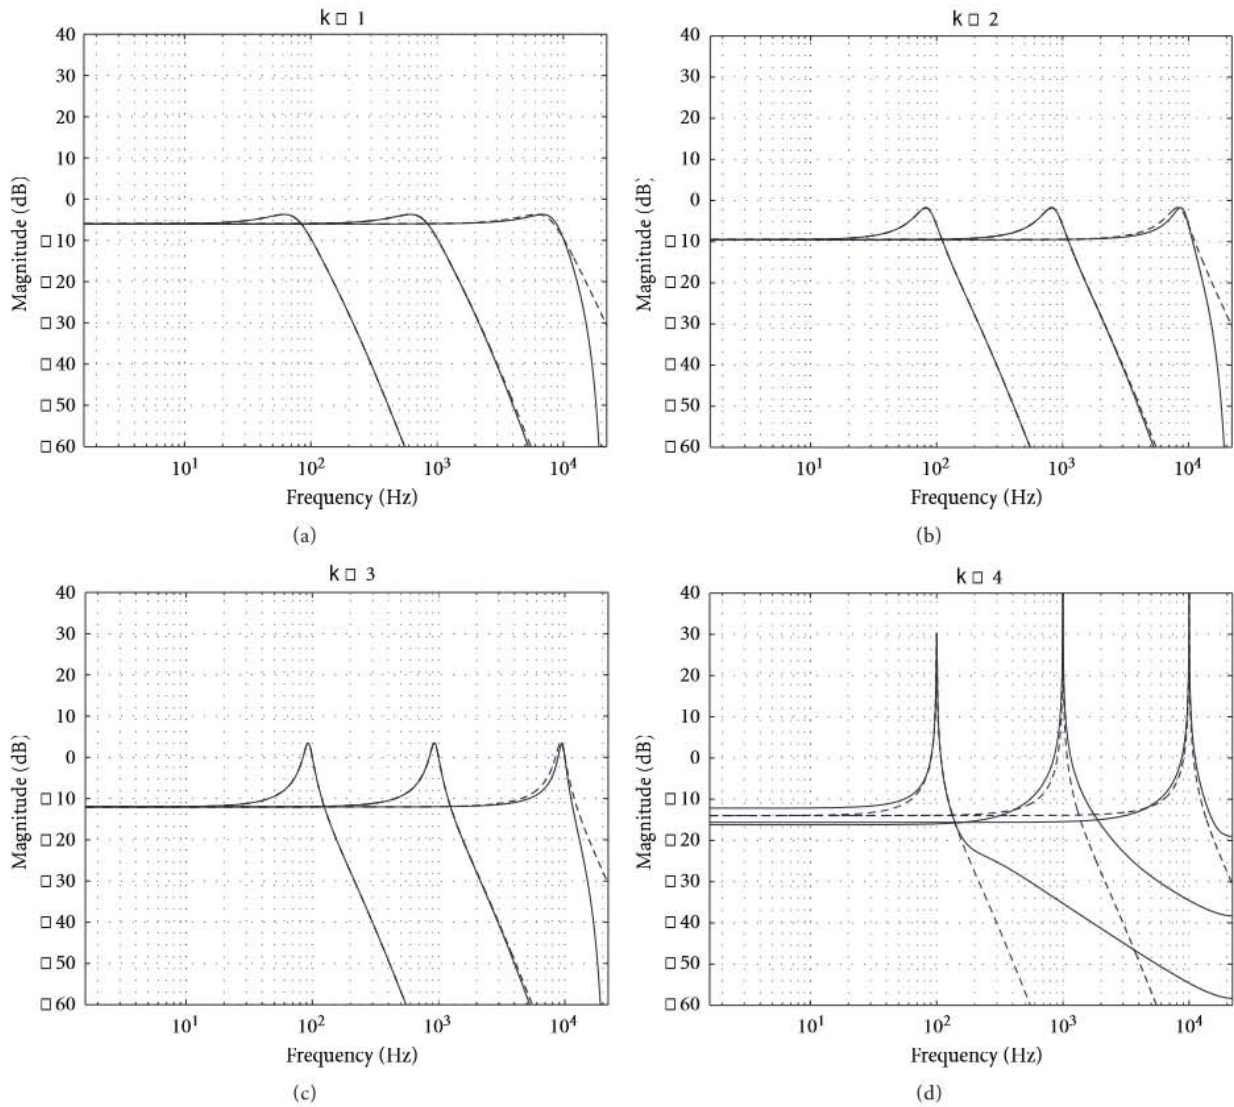 k □ 1
40
30
20
10
0
□ 10
□ 20
□ 30
□ 40
□ 50
□ 60
Magnitude (dB)
10¹ 10² 10³ 10⁴
Frequency (Hz)
(a)
k □ 2
40
30
20
10
0
□ 10
□ 20
□ 30
□ 40
□ 50
□ 60
Magnitude (dB)
10¹ 10² 10³ 10⁴
Frequency (Hz)
(b)
k □ 3
40
30
20
10
0
□ 10
□ 20
□ 30
□ 40
□ 50
□ 60
Magnitude (dB)
10¹ 10² 10³ 10⁴
Frequency (Hz)
(c)
k □ 4
40
30
20
10
0
□ 10
□ 20
□ 30
□ 40
□ 50
□ 60
Magnitude (dB)
10¹ 10² 10³ 10⁴
Frequency (Hz)
(d)